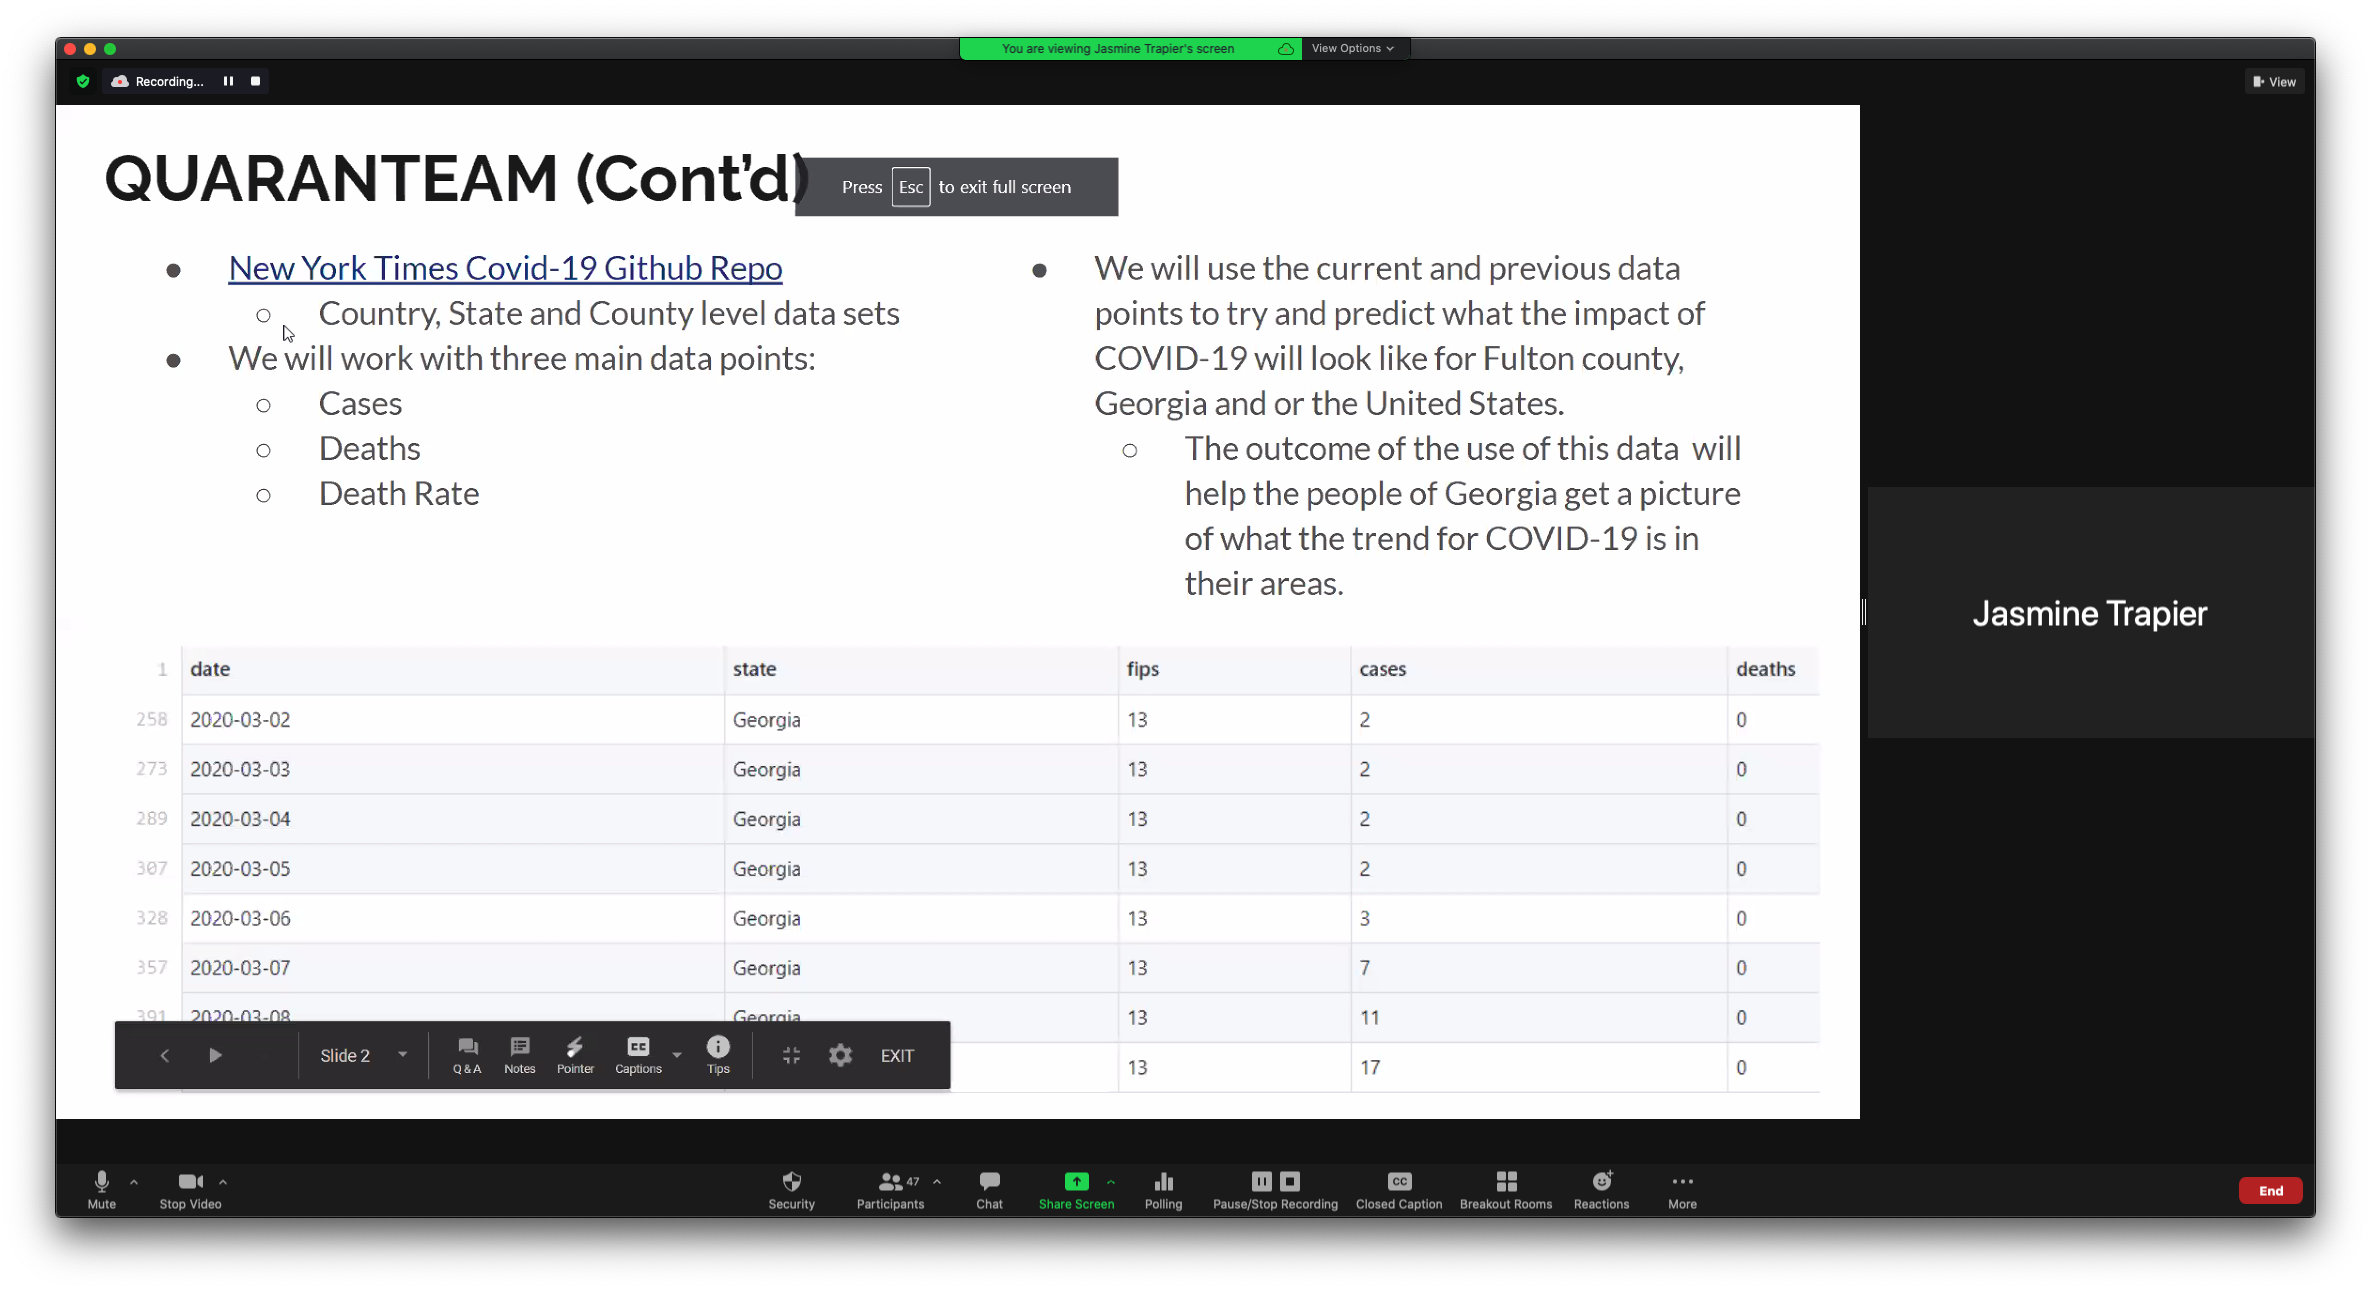 You are viewing Jasmine Trapier's screen
View Options
Recording...
View
QUARANTEAM (Cont'd)
Press Esc to exit full screen
● New York Times Covid-19 Github Repo
○ Country, State and County level data sets
● We will work with three main data points:
○ Cases
○ Deaths
○ Death Rate
● We will use the current and previous data
points to try and predict what the impact of
COVID-19 will look like for Fulton county,
Georgia and or the United States.
○ The outcome of the use of this data will
help the people of Georgia get a picture
of what the trend for COVID-19 is in
their areas.
Jasmine Trapier
1 date state fips cases deaths
258 2020-03-02 Georgia 13 2 0
273 2020-03-03 Georgia 13 2 0
289 2020-03-04 Georgia 13 2 0
307 2020-03-05 Georgia 13 2 0
328 2020-03-06 Georgia 13 3 0
357 2020-03-07 Georgia 13 7 0
391 2020-03-08 Georgia 13 11 0
13 17 0
Slide 2 Q & A Notes Pointer CC Captions Tips EXIT
Mute Stop Video Security 47 Participants Chat Share Screen Polling Pause/Stop Recording CC Closed Caption Breakout Rooms Reactions More End